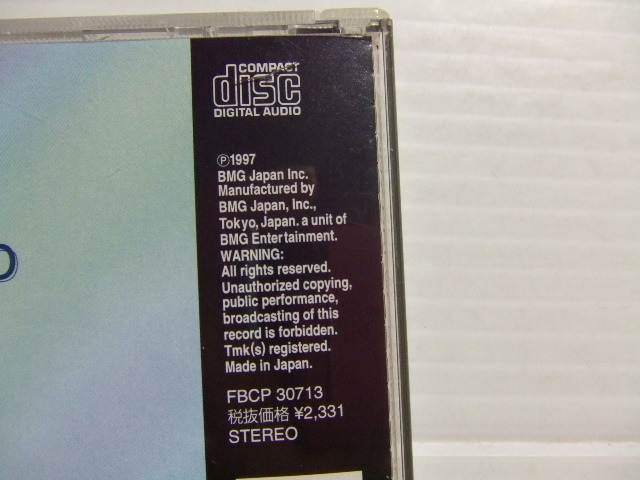 COMPACT
disc
DIGITAL AUDIO
℗1997
BMG Japan Inc.
Manufactured by
BMG Japan, Inc.,
Tokyo, Japan. a unit of
BMG Entertainment.
WARNING:
All rights reserved.
Unauthorized copying,
public performance,
broadcasting of this
record is forbidden.
Tmk(s) registered.
Made in Japan.
FBCP 30713
税抜価格 ¥2,331
STEREO